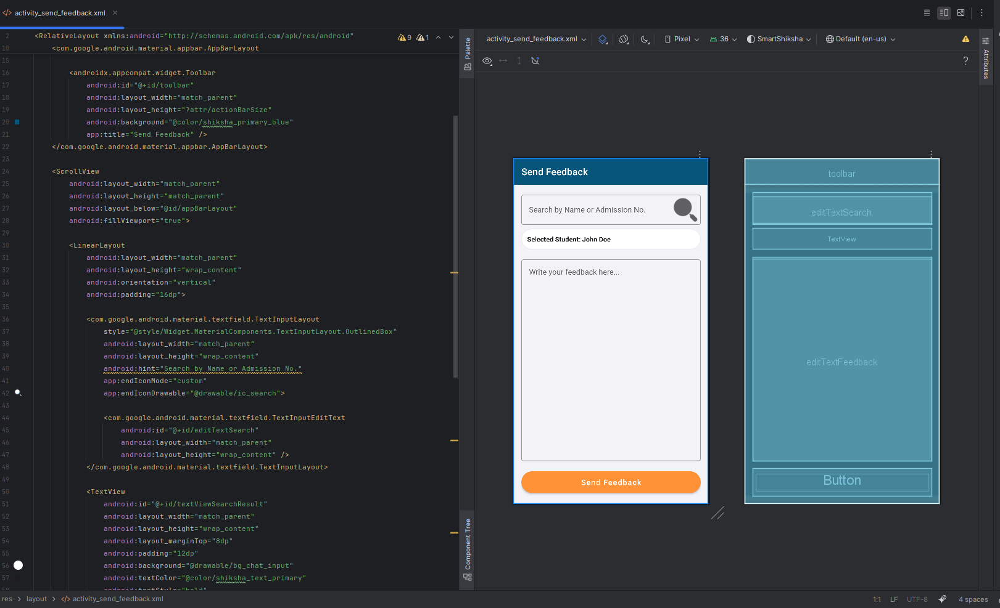 </> activity_send_feedback.xml ×
2 <RelativeLayout xmlns:android="http://schemas.android.com/apk/res/android"
9 1
10 <com.google.android.material.appbar.AppBarLayout
15
16 <androidx.appcompat.widget.Toolbar
17 android:id="@+id/toolbar"
18 android:layout_width="match_parent"
19 android:layout_height="?attr/actionBarSize"
20 android:background="@color/shiksha_primary_blue"
21 app:title="Send Feedback" />
22 </com.google.android.material.appbar.AppBarLayout>
23
24 <ScrollView
25 android:layout_width="match_parent"
26 android:layout_height="match_parent"
27 android:layout_below="@id/appBarLayout"
28 android:fillViewport="true">
29
30 <LinearLayout
31 android:layout_width="match_parent"
32 android:layout_height="wrap_content"
33 android:orientation="vertical"
34 android:padding="16dp">
35
36 <com.google.android.material.textfield.TextInputLayout
37 style="@style/Widget.MaterialComponents.TextInputLayout.OutlinedBox"
38 android:layout_width="match_parent"
39 android:layout_height="wrap_content"
40 android:hint="Search by Name or Admission No."
41 app:endIconMode="custom"
42 app:endIconDrawable="@drawable/ic_search">
43
44 <com.google.android.material.textfield.TextInputEditText
45 android:id="@+id/editTextSearch"
46 android:layout_width="match_parent"
47 android:layout_height="wrap_content" />
48 </com.google.android.material.textfield.TextInputLayout>
49
50 <TextView
51 android:id="@+id/textViewSearchResult"
52 android:layout_width="match_parent"
53 android:layout_height="wrap_content"
54 android:layout_marginTop="8dp"
55 android:padding="12dp"
56 android:background="@drawable/bg_chat_input"
57 android:textColor="@color/shiksha_text_primary"
58 android:textStyle="bold"
Palette
Component Tree
activity_send_feedback.xml
Pixel
36
SmartShiksha
Default (en-us)
?
Attributes
Send Feedback
Search by Name or Admission No.
Selected Student: John Doe
Write your feedback here...
Send Feedback
toolbar
editTextSearch
TextView
editTextFeedback
Button
res > layout > </> activity_send_feedback.xml
1:1 LF UTF-8 4 spaces